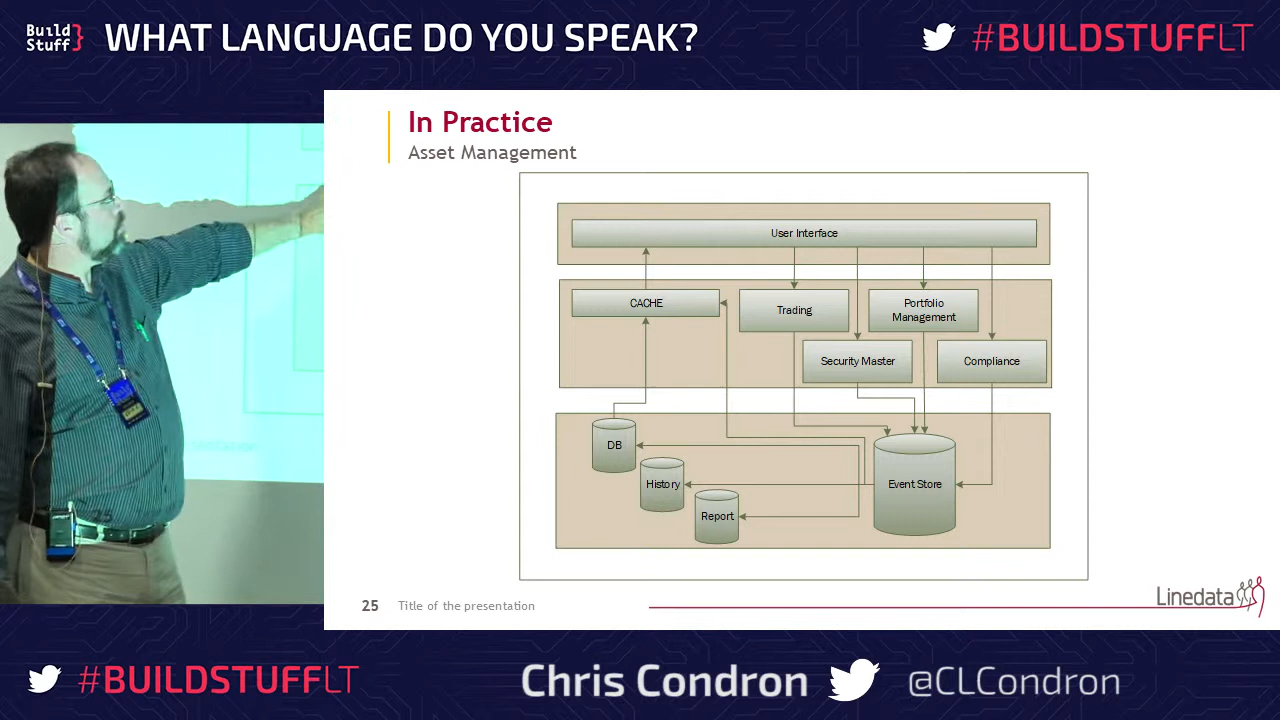 Build
Stuff}
WHAT LANGUAGE DO YOU SPEAK?
#BUILDSTUFFLT
In Practice
Asset Management
User Interface
CACHE
Trading
Portfolio
Management
Security Master
Compliance
DB
History
Report
Event Store
25
Title of the presentation
Linedata
#BUILDSTUFFLT
Chris Condron
@CLCondron